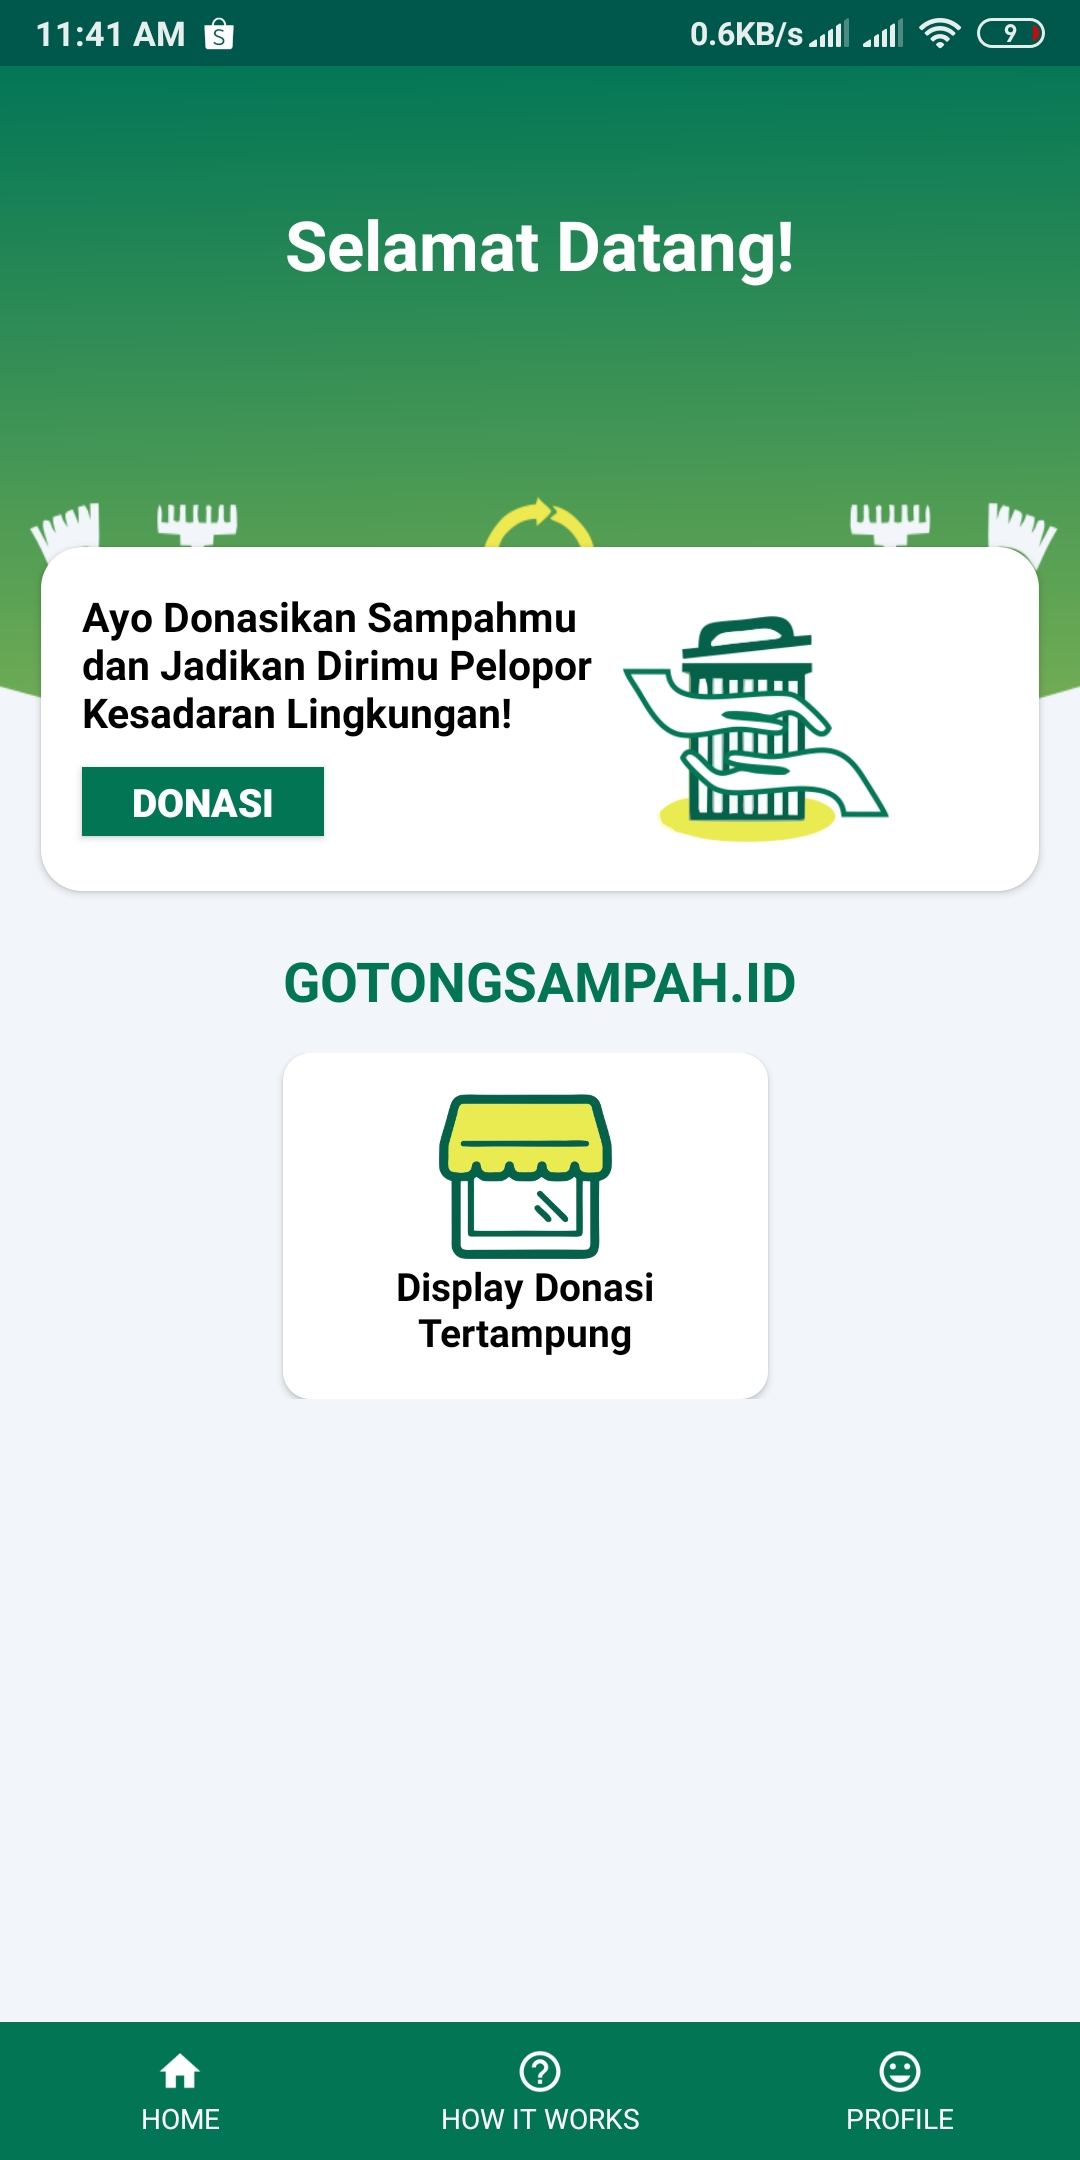 11:41 AM
0.6KB/s
9
Selamat Datang!
Ayo Donasikan Sampahmu
dan Jadikan Dirimu Pelopor
Kesadaran Lingkungan!
DONASI
GOTONGSAMPAH.ID
Display Donasi
Tertampung
HOME
HOW IT WORKS
PROFILE